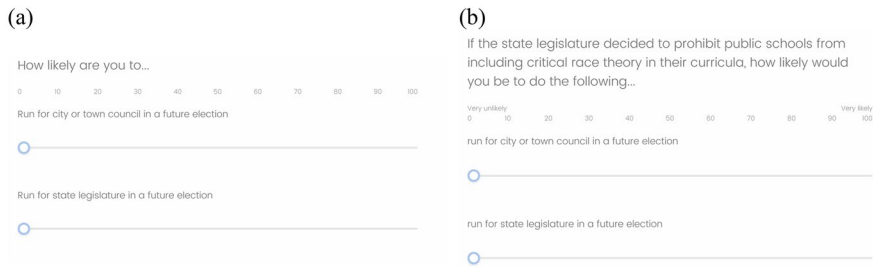 (a)
How likely are you to...
0 10 20 30 40 50 60 70 80 90 100
Run for city or town council in a future election
Run for state legislature in a future election
(b)
If the state legislature decided to prohibit public schools from
including critical race theory in their curricula, how likely would
you be to do the following...
Very unlikely Very likely
0 10 20 30 40 50 60 70 80 90 100
run for city or town council in a future election
run for state legislature in a future election